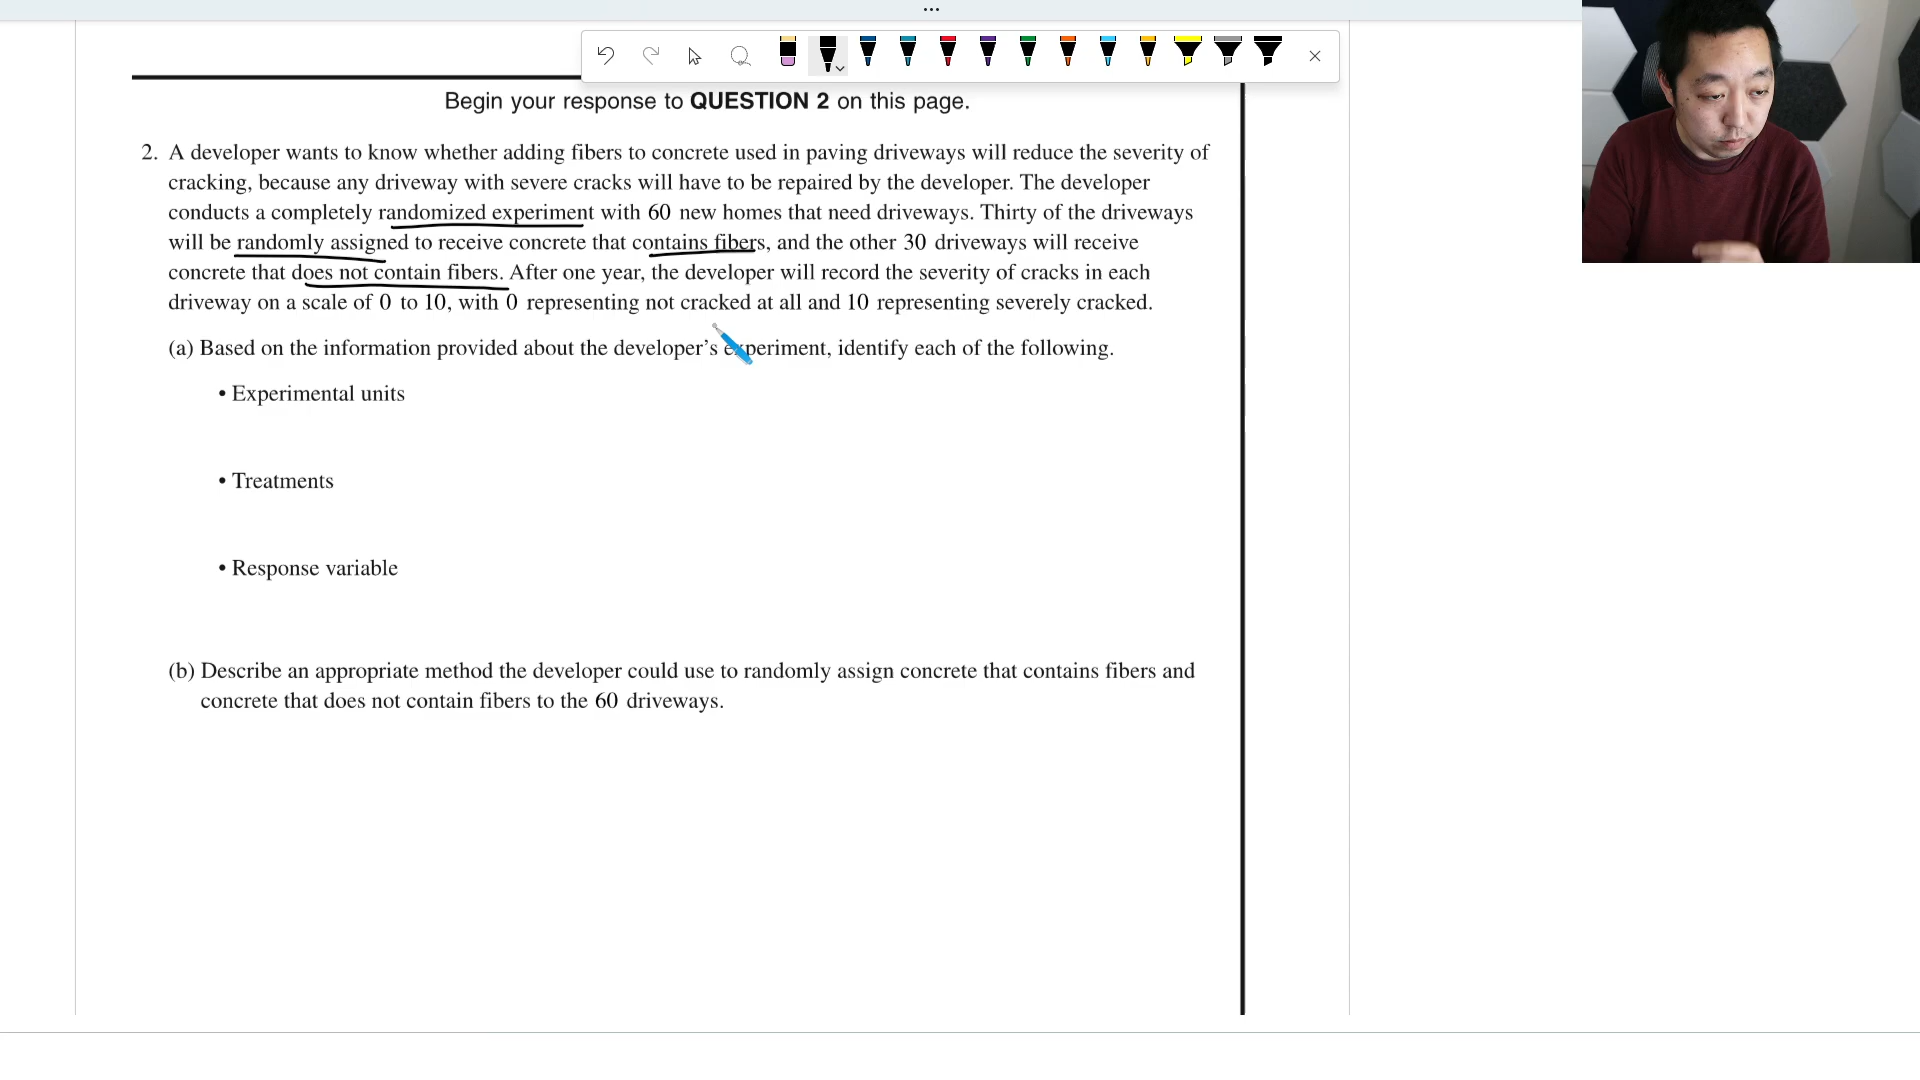 Begin your response to QUESTION 2 on this page.
2. A developer wants to know whether adding fibers to concrete used in paving driveways will reduce the severity of
cracking, because any driveway with severe cracks will have to be repaired by the developer. The developer
conducts a completely randomized experiment with 60 new homes that need driveways. Thirty of the driveways
will be randomly assigned to receive concrete that contains fibers, and the other 30 driveways will receive
concrete that does not contain fibers. After one year, the developer will record the severity of cracks in each
driveway on a scale of 0 to 10, with 0 representing not cracked at all and 10 representing severely cracked.
(a) Based on the information provided about the developer's experiment, identify each of the following.
• Experimental units
• Treatments
• Response variable
(b) Describe an appropriate method the developer could use to randomly assign concrete that contains fibers and
concrete that does not contain fibers to the 60 driveways.